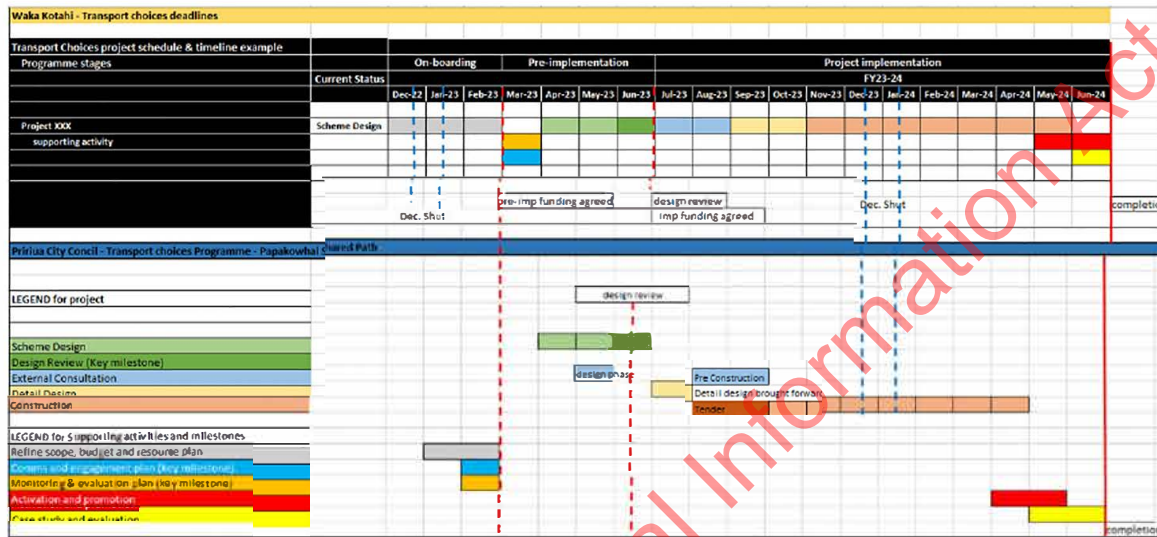 Waka Kotahi - Transport choices deadlines
Transport Choices project schedule & timeline example
Programme stages On-boarding Pre-implementation Project implementation
Current Status FY23-24
Dec-22 Jan-23 Feb-23 Mar-23 Apr-23 May-23 Jun-23 Jul-23 Aug-23 Sep-23 Oct-23 Nov-23 Dec-23 Jan-24 Feb-24 Mar-24 Apr-24 May-24 Jun-24
Project XXX Scheme Design
supporting activity
pre-imp funding agreed design review Dec. Shut completio
Dec. Shut imp funding agreed
Pririua City Concil - Transport choices Programme - Papakowhai Shared Path
LEGEND for project design review
Scheme Design
Design Review (Key milestone)
External Consultation design phase Pre Construction
Detail Design Detail design brought forward
Construction Tender
LEGEND for Supporting activities and milestones
Refine scope, budget and resource plan
Comms and engagement plan (key milestone)
Monitoring & evaluation plan (key milestone)
Activation and promotion
Case study and evaluation
completio
al Information Act